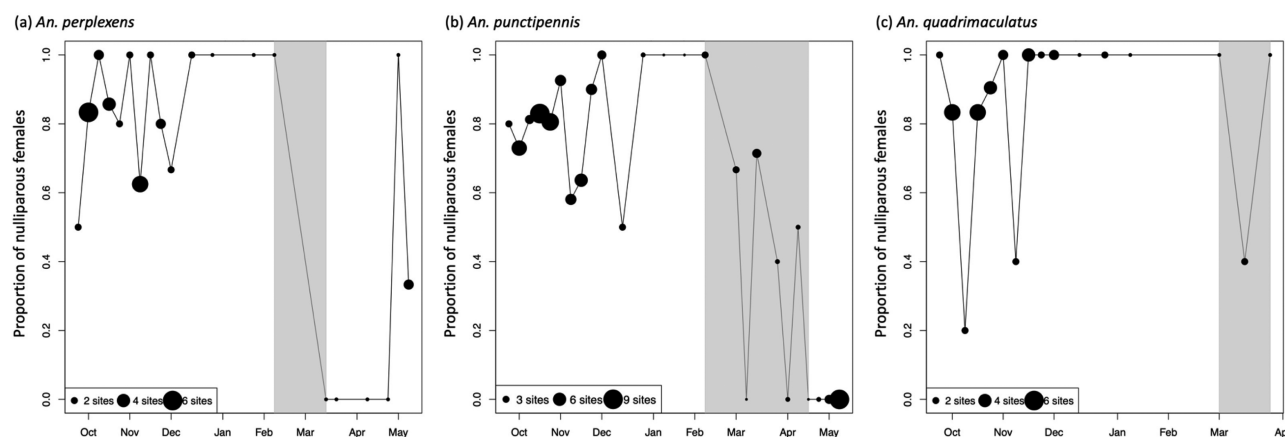 (a) An. perplexens
Proportion of nulliparous females
1.0
0.8
0.6
0.4
0.2
0.0
2 sites 4 sites 6 sites
Oct Nov Dec Jan Feb Mar Apr May
(b) An. punctipennis
Proportion of nulliparous females
1.0
0.8
0.6
0.4
0.2
0.0
3 sites 6 sites 9 sites
Oct Nov Dec Jan Feb Mar Apr May
(c) An. quadrimaculatus
Proportion of nulliparous females
1.0
0.8
0.6
0.4
0.2
0.0
2 sites 4 sites 6 sites
Oct Nov Dec Jan Feb Mar Ap